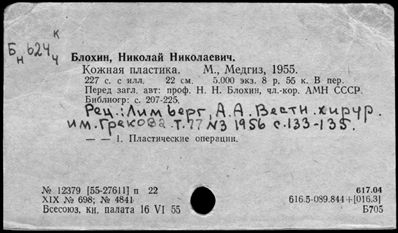 Б 624 к
н ч
Блохин, Николай Николаевич.
Кожная пластика. М., Медгиз, 1955.
227 с. с илл. 22 см. 5.000 экз. 8 р. 55 к. В пер.
Перед загл. авт: проф. Н. Н. Блохин, чл.-кор. АМН СССР.
Библиогр: с. 207-225.
Рец.: Лимберг, А.А. Вестн. хирур.
им. Грекова. Т.77 №3 1956 с.133-135.
— — 1. Пластические операции.
№ 12379 [55-27611] п 22 617.04
XIX № 698; № 4841 616.5-089.844+[016.3]
Всесоюз. кн. палата 16 VI 55 Б705